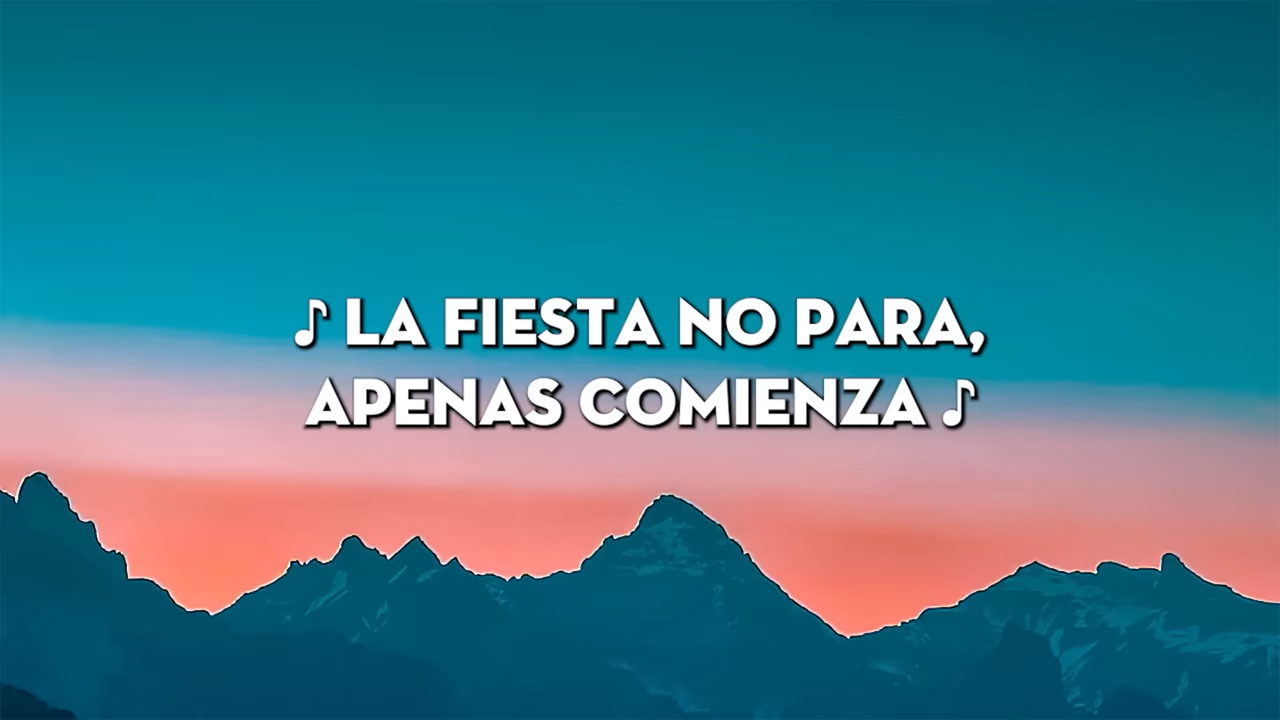 ♪ LA FIESTA NO PARA,
APENAS COMIENZA ♪